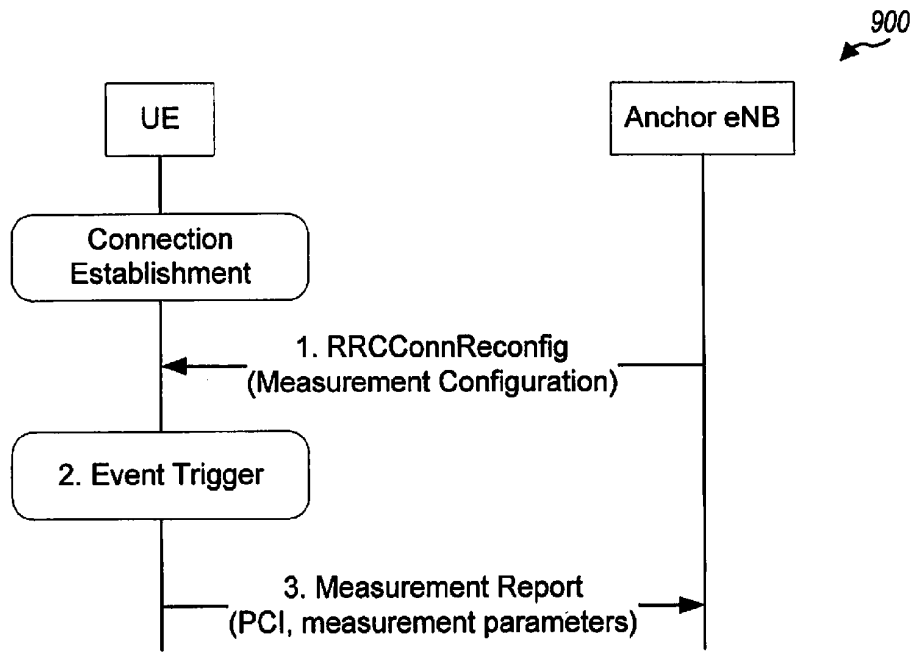 900
UE
Anchor eNB
Connection
Establishment
1. RRCConnReconfig
(Measurement Configuration)
2. Event Trigger
3. Measurement Report
(PCI, measurement parameters)